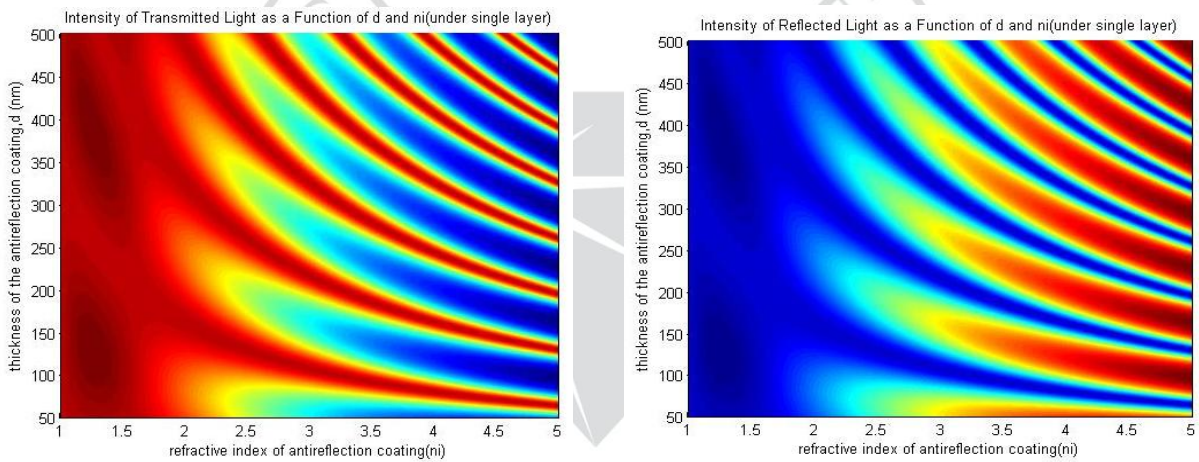 Intensity of Transmitted Light as a Function of d and ni(under single layer)
thickness of the antireflection coating,d (nm)
500
450
400
350
300
250
200
150
100
50
1 1.5 2 2.5 3 3.5 4 4.5 5
refractive index of antireflection coating(ni)
Intensity of Reflected Light as a Function of d and ni(under single layer)
thickness of the antireflection coating,d (nm)
500
450
400
350
300
250
200
150
100
50
1 1.5 2 2.5 3 3.5 4 4.5 5
refractive index of antireflection coating(ni)